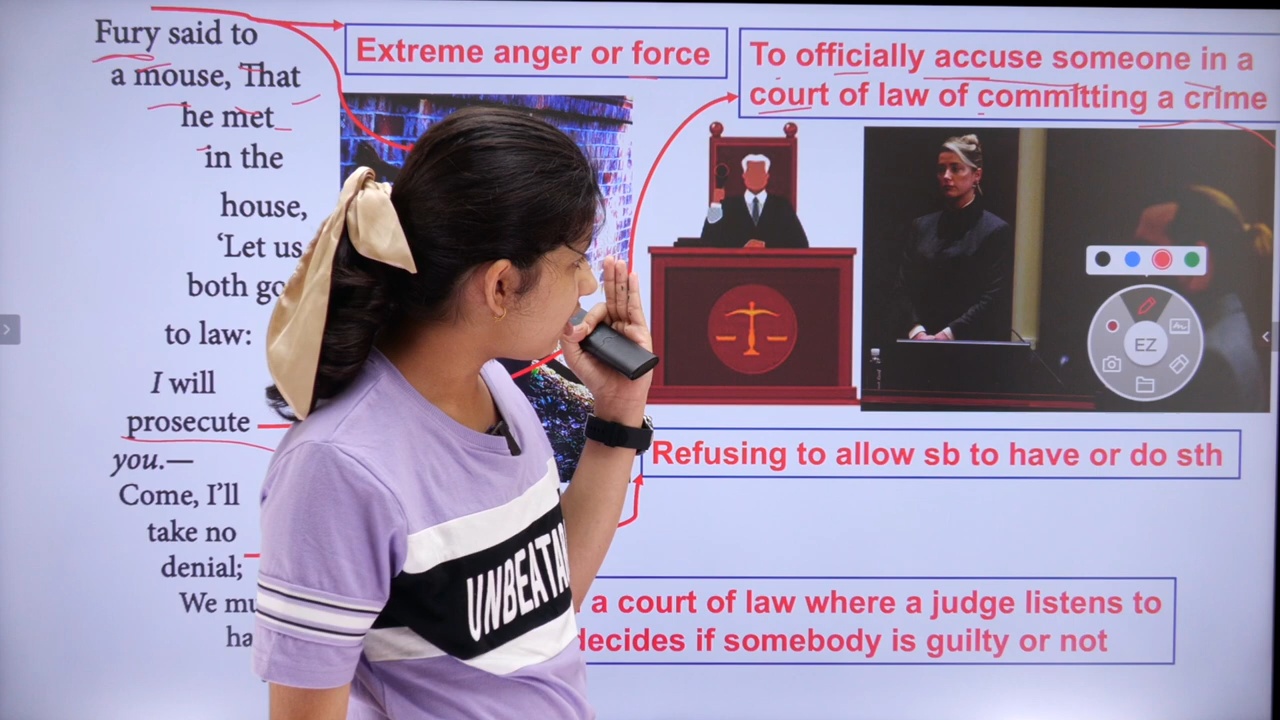 Fury said to
a mouse, That
he met
in the
house,
‘Let us
both go
to law:
I will
prosecute
you.—
Come, I’ll
take no
denial;
We
Extreme anger or force
To officially accuse someone in a
court of law of committing a crime
EZ
Refusing to allow sb to have or do sth
a court of law where a judge listens to
decides if somebody is guilty or not